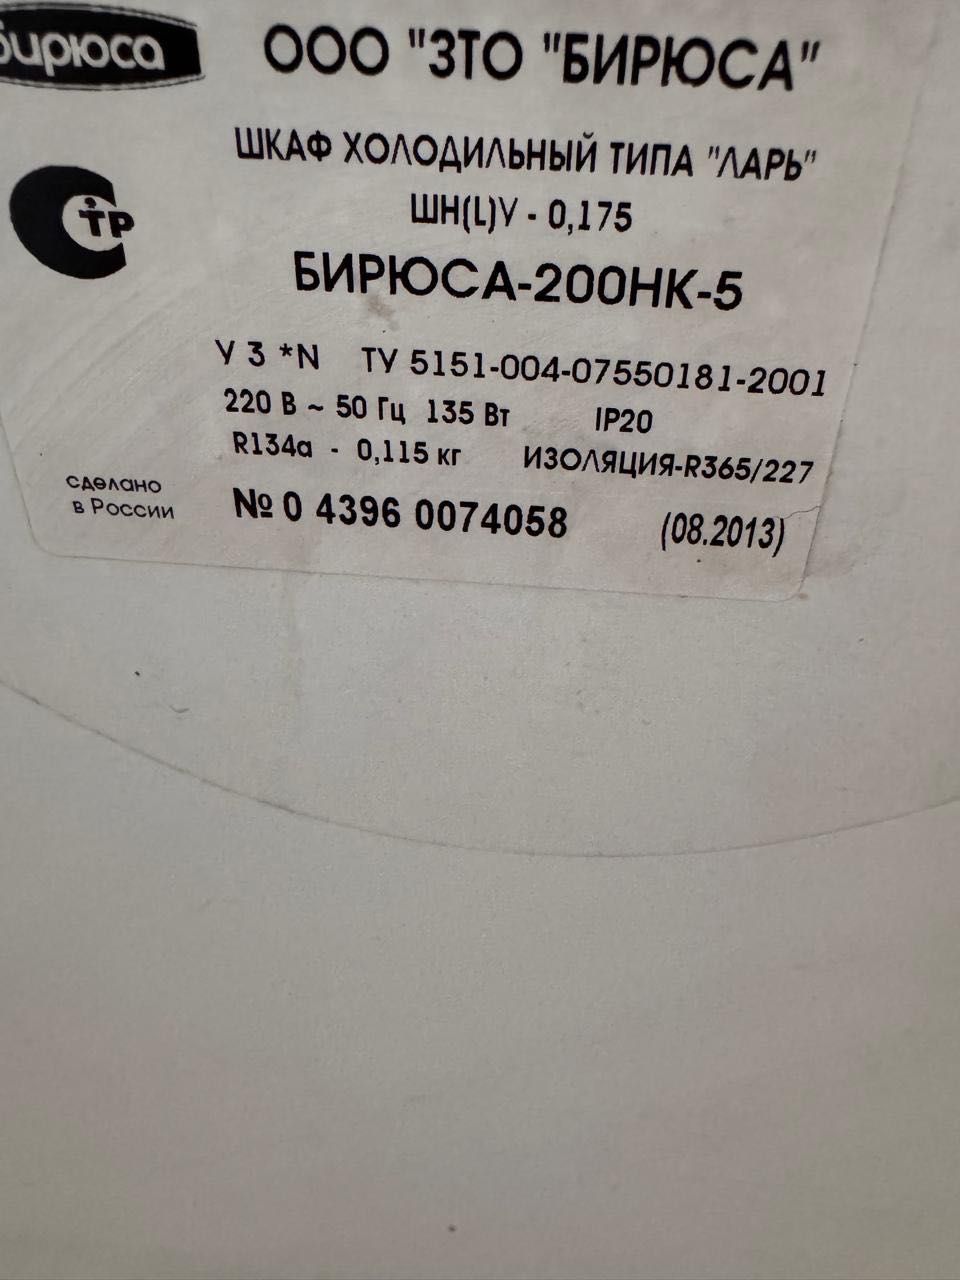 бирюса
ООО "ЗТО "БИРЮСА"
ШКАФ ХОЛОДИЛЬНЫЙ ТИПА "ЛАРЬ"
ТР
ШН(L)У - 0,175
БИРЮСА-200НК-5
У 3 *N ТУ 5151-004-07550181-2001
220 В ~ 50 Гц 135 Вт IP20
R134a - 0,115 кг ИЗОЛЯЦИЯ-R365/227
сделано
в России
№ 0 4396 0074058 (08.2013)